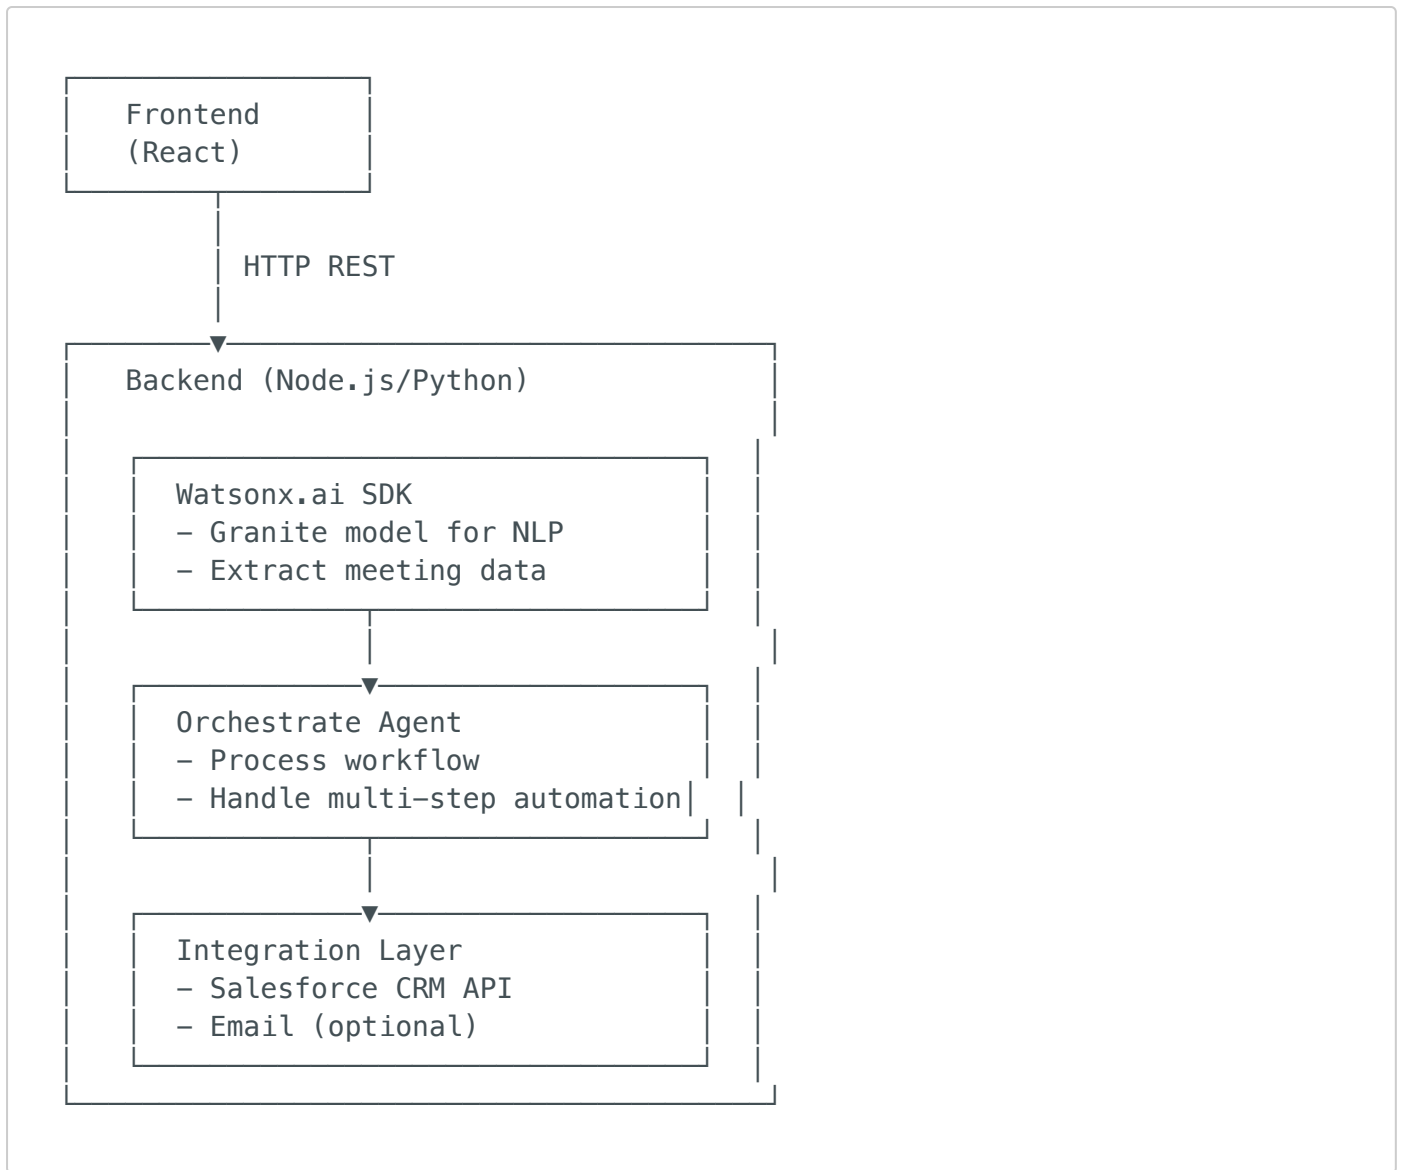 Frontend
(React)
HTTP REST
Backend (Node.js/Python)
Watsonx.ai SDK
- Granite model for NLP
- Extract meeting data
Orchestrate Agent
- Process workflow
- Handle multi-step automation
Integration Layer
- Salesforce CRM API
- Email (optional)